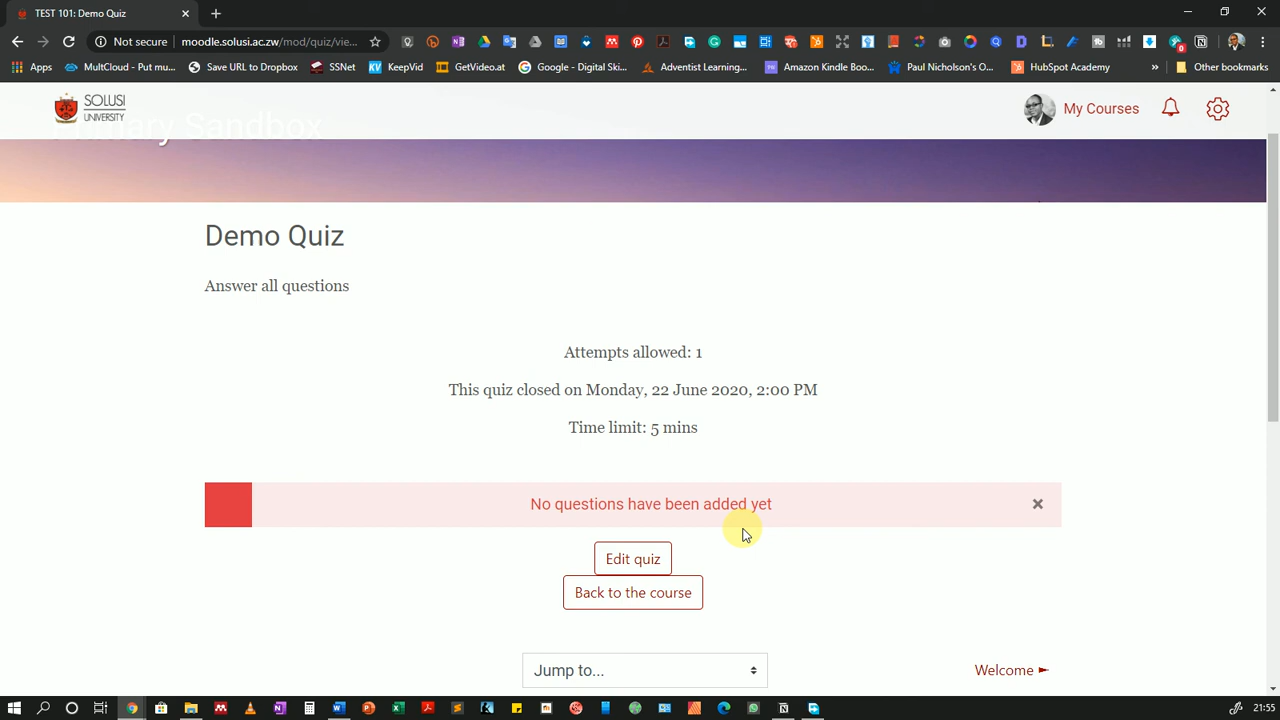 TEST 101: Demo Quiz
Not secure
moodle.solusi.ac.zw/mod/quiz/vie...
Apps
MultCloud - Put mu...
Save URL to Dropbox
SSNet
KeepVid
GetVideo.at
Google - Digital Ski...
Adventist Learning...
Amazon Kindle Boo...
Paul Nicholson's O...
HubSpot Academy
»
Other bookmarks
SOLUSI
UNIVERSITY
Sandbox
My Courses
Demo Quiz
Answer all questions
Attempts allowed: 1
This quiz closed on Monday, 22 June 2020, 2:00 PM
Time limit: 5 mins
No questions have been added yet
×
Edit quiz
Back to the course
Jump to...
Welcome ►
21:55